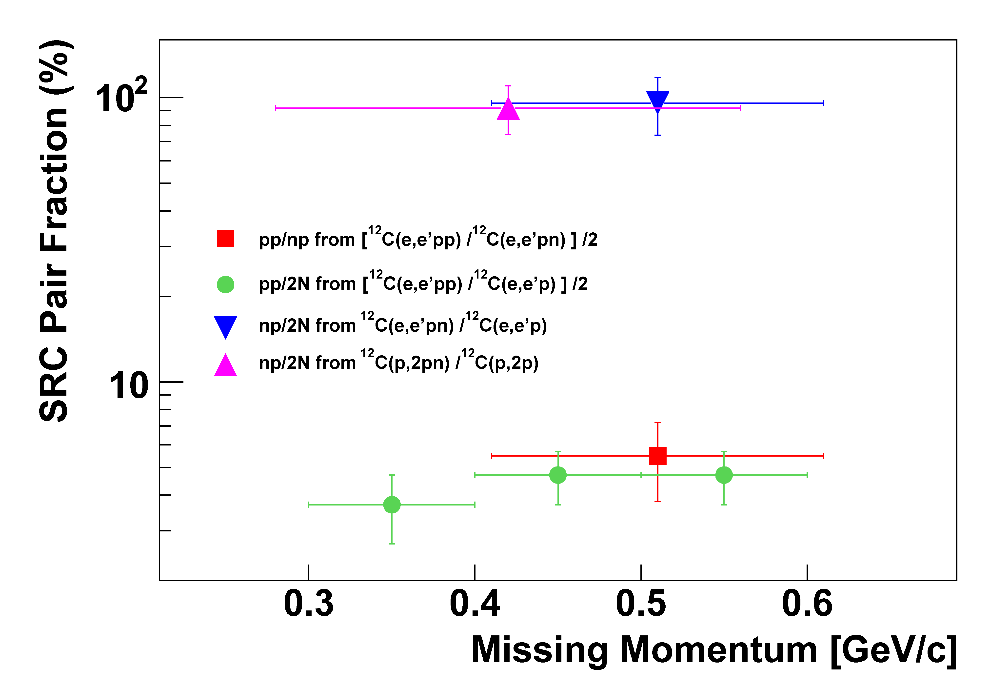 SRC Pair Fraction (%)
10²
10
pp/np from [¹²C(e,e'pp) /¹²C(e,e'pn) ] /2
pp/2N from [¹²C(e,e'pp) /¹²C(e,e'p) ] /2
np/2N from ¹²C(e,e'pn) /¹²C(e,e'p)
np/2N from ¹²C(p,2pn) /¹²C(p,2p)
0.3 0.4 0.5 0.6
Missing Momentum [GeV/c]